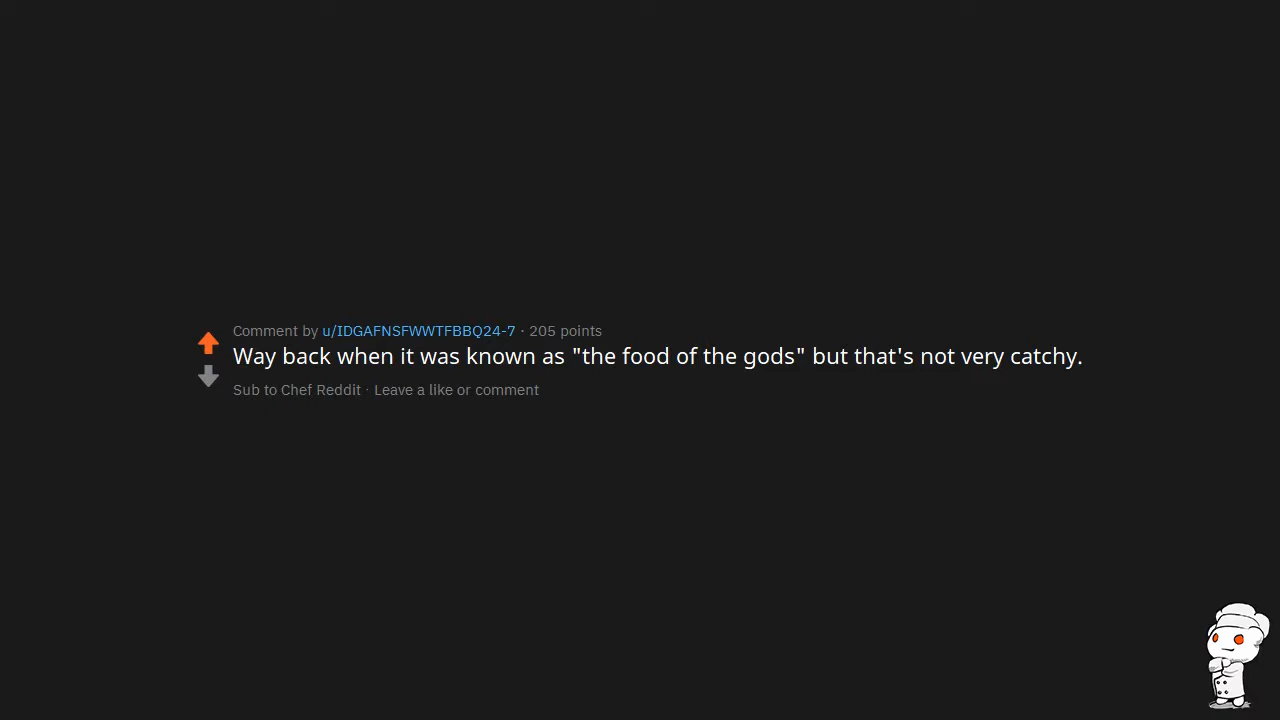 Comment by u/IDGAFNSFWWTFBBQ24-7 · 205 points
Way back when it was known as "the food of the gods" but that's not very catchy.
Sub to Chef Reddit · Leave a like or comment